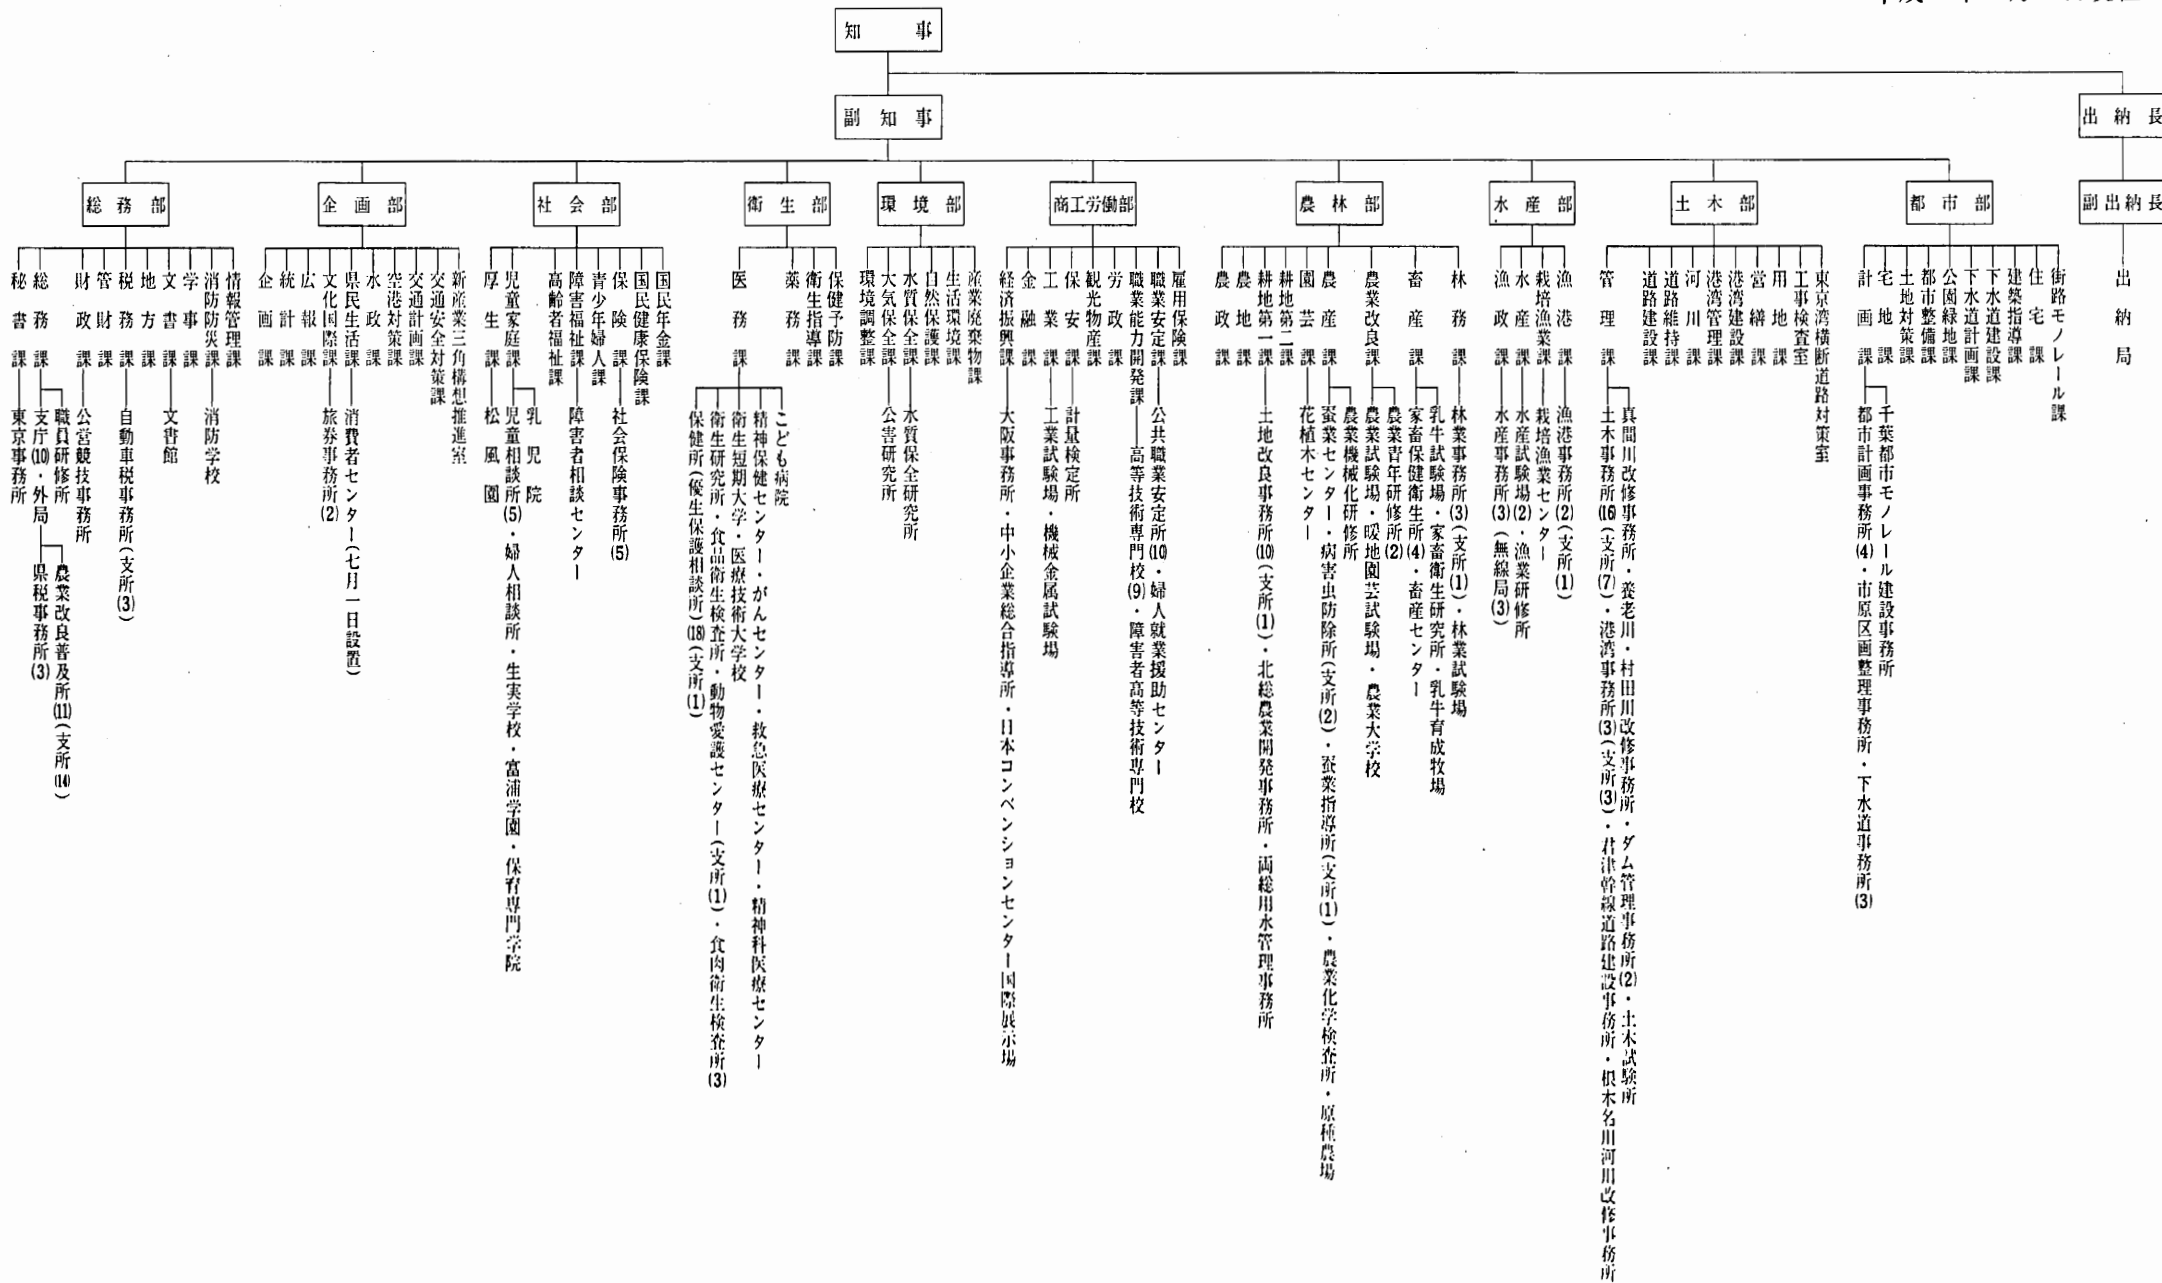 知事
副知事
出納長
副出納長
出納局
総務部
秘書課
東京事務所
総務課
支庁(10)・外局
県税事務所(3)
農業改良普及所(11)(支所(14))
職員研修所
財政課
公営競技事務所
管財課
税務課
自動車税事務所(支所(3))
地方課
文書課
文書館
学事課
消防防災課
消防学校
情報管理課
企画部
企画課
統計課
広報課
文化国際課
旅券事務所(2)
県民生活課
消費者センター(七月一日設置)
水政課
空港対策課
交通計画課
交通安全対策課
新産業三角構想推進室
社会部
厚生課
松風園
児童家庭課
児童相談所(5)・婦人相談所・生実学校・富浦学園・保育専門学院
乳児院
高齢者福祉課
障害福祉課
障害者相談センター
青少年婦人課
保険課
社会保険事務所(5)
国民健康保険課
国民年金課
衛生部
医務課
保健所(優生保護相談所)(18)(支所(1))
衛生研究所・食品衛生検査所・動物愛護センター(支所(1))・食肉衛生検査所(3)
衛生短期大学・医療技術大学校
精神保健センター・がんセンター・救急医療センター・精神科医療センター
こども病院
薬務課
衛生指導課
保健予防課
環境部
環境調整課
大気保全課
公害研究所
水質保全課
水質保全研究所
自然保護課
生活環境課
産業廃棄物課
商工労働部
経済振興課
大阪事務所・中小企業総合指導所・日本コンベンションセンター国際展示場
金融課
工業課
工業試験場・機械金属試験場
保安課
計量検定所
観光物産課
労政課
職業能力開発課
高等技術専門校(9)・障害者高等技術専門校
職業安定課
公共職業安定所(10)・婦人就業援助センター
雇用保険課
農林部
農政課
農地課
耕地第一課
土地改良事務所(10)(支所(1))・北総農業開発事務所・両総用水管理事務所
耕地第二課
園芸課
花植木センター
農産課
蚕業センター・病害虫防除所(支所(2))・蚕業指導所(支所(1))・農業化学検査所・原種農場
農業機械化研修所
農業改良課
農業試験場・暖地園芸試験場・農業大学校
農業青年研修所(2)
畜産課
家畜保健衛生所(4)・畜産センター
乳牛試験場・家畜衛生研究所・乳牛育成牧場
林務課
林業事務所(3)(支所(1))・林業試験場
水産部
漁政課
水産事務所(3)(無線局(3))
水産課
水産試験場(2)・漁業研修所
栽培漁業課
栽培漁業センター
漁港課
漁港事務所(2)(支所(1))
土木部
管理課
土木事務所(16)(支所(7))・港湾事務所(3)(支所(3))・君津幹線道路建設事務所・根木名川河川改修事務所
真間川改修事務所・養老川・村田川改修事務所・ダム管理事務所(2)・土木試験所
道路建設課
道路維持課
河川課
港湾管理課
港湾建設課
営繕課
用地課
工事検査室
東京湾横断道路対策室
都市部
計画課
都市計画事務所(4)・市原区画整理事務所・下水道事務所(3)
千葉都市モノレール建設事務所
宅地課
土地対策課
都市整備課
公園緑地課
下水道計画課
下水道建設課
建築指導課
住宅課
街路モノレール課